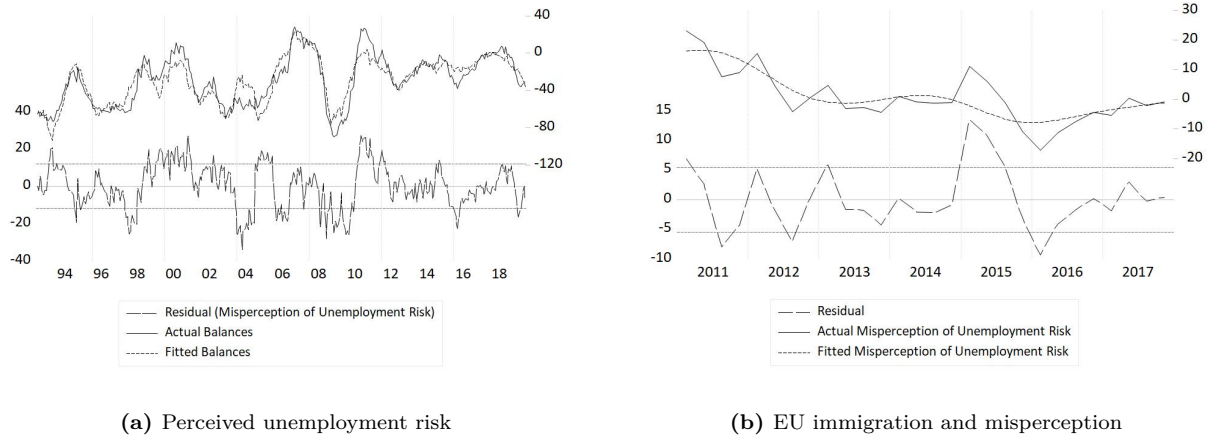 40
0
-40
-80
-120
40
20
0
-20
-40
94 96 98 00 02 04 06 08 10 12 14 16 18
Residual (Misperception of Unemployment Risk)
Actual Balances
Fitted Balances
(a) Perceived unemployment risk
30
20
10
0
-10
-20
15
10
5
0
-5
-10
2011 2012 2013 2014 2015 2016 2017
Residual
Actual Misperception of Unemployment Risk
Fitted Misperception of Unemployment Risk
(b) EU immigration and misperception